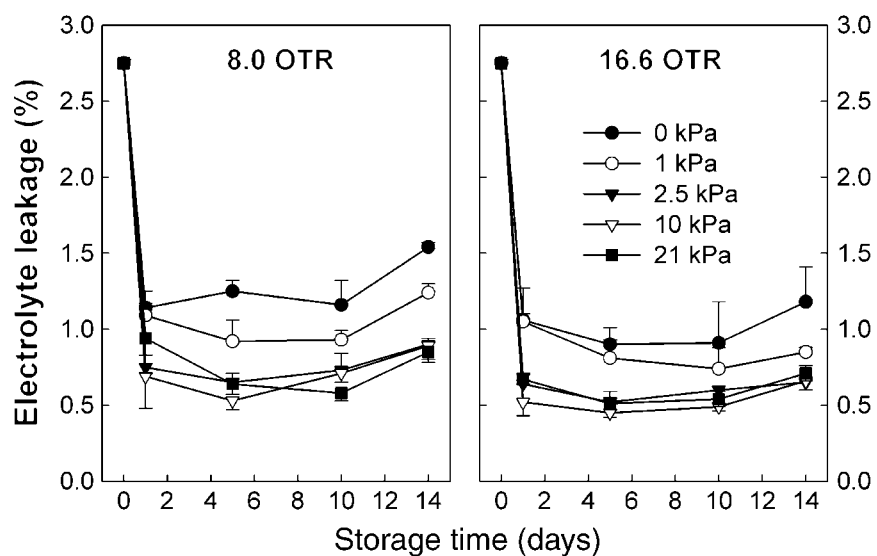 8.0 OTR
16.6 OTR
Electrolyte leakage (%)
3.0
2.5
2.0
1.5
1.0
0.5
0.0
3.0
2.5
2.0
1.5
1.0
0.5
0.0
0 kPa
1 kPa
2.5 kPa
10 kPa
21 kPa
0 2 4 6 8 10 12 14
0 2 4 6 8 10 12 14
Storage time (days)